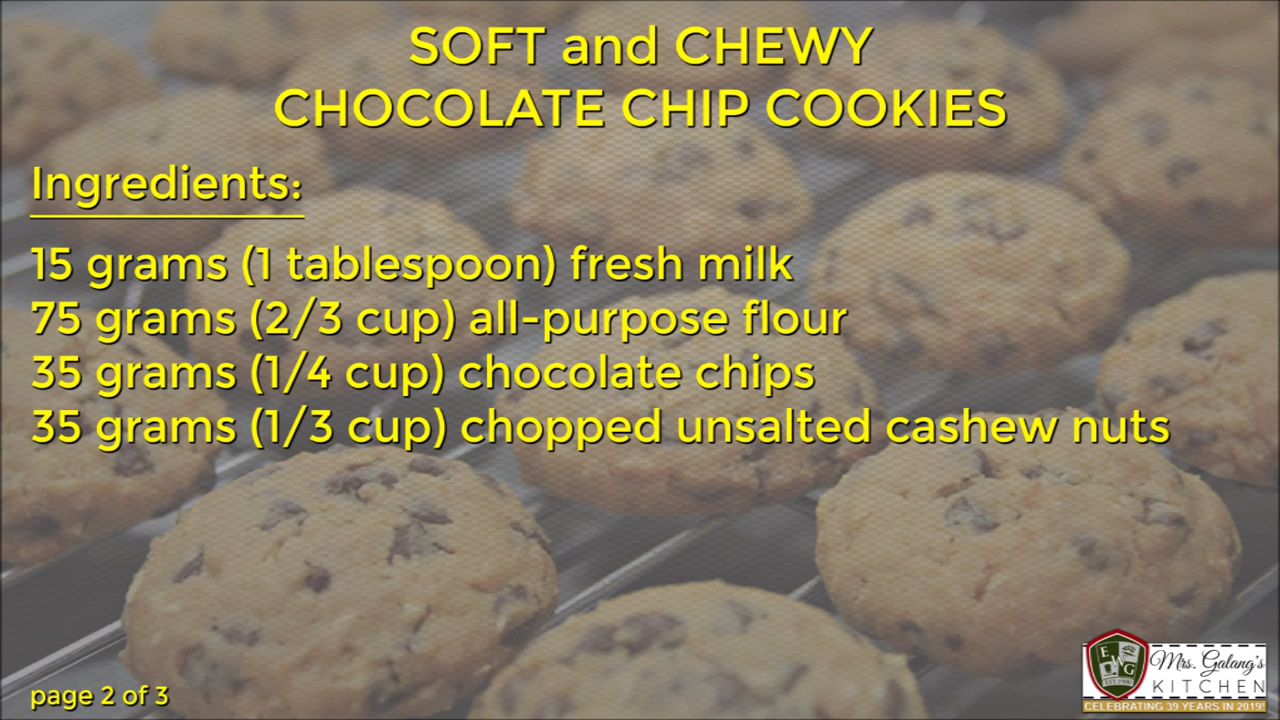 SOFT and CHEWY
CHOCOLATE CHIP COOKIES
Ingredients:
15 grams (1 tablespoon) fresh milk
75 grams (2/3 cup) all-purpose flour
35 grams (1/4 cup) chocolate chips
35 grams (1/3 cup) chopped unsalted cashew nuts
page 2 of 3
Mrs. Galang's
KITCHEN
CELEBRATING 39 YEARS IN 2019!